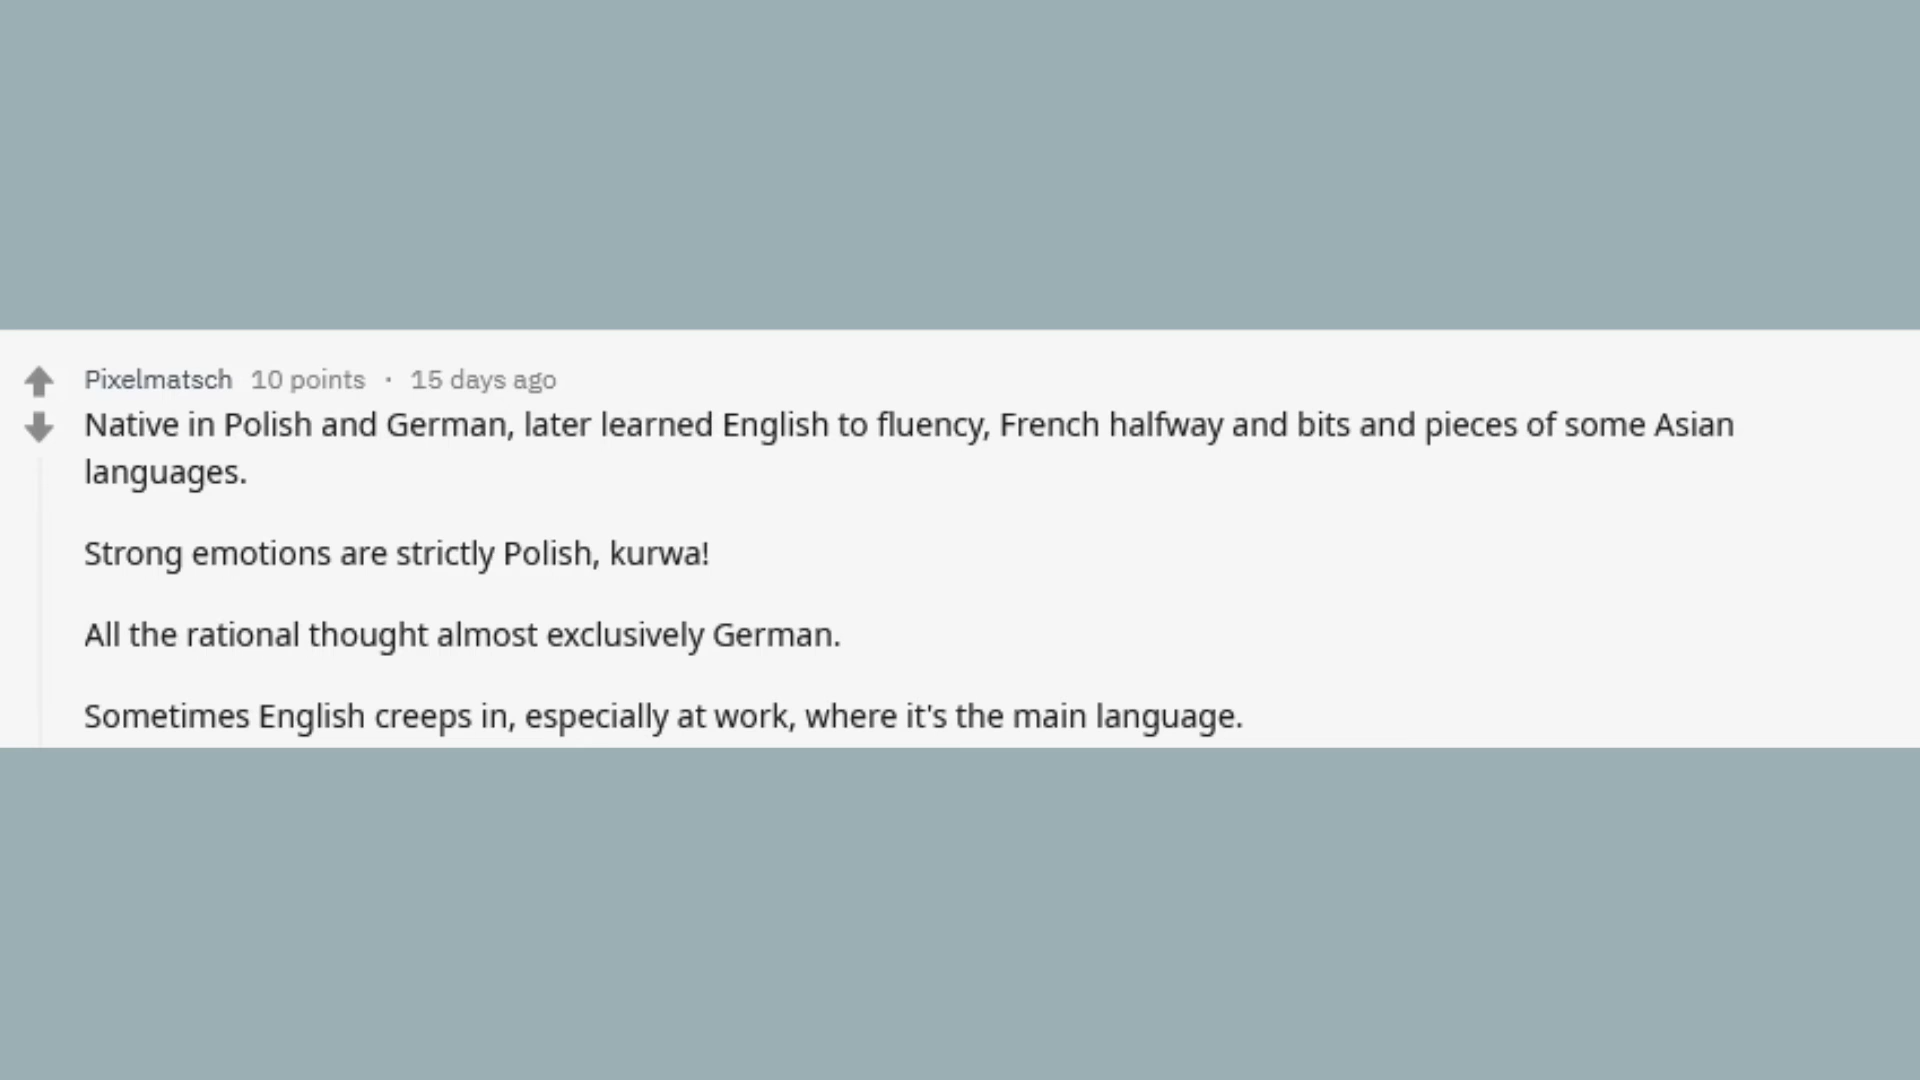 Pixelmatsch 10 points · 15 days ago
Native in Polish and German, later learned English to fluency, French halfway and bits and pieces of some Asian
languages.
Strong emotions are strictly Polish, kurwa!
All the rational thought almost exclusively German.
Sometimes English creeps in, especially at work, where it's the main language.